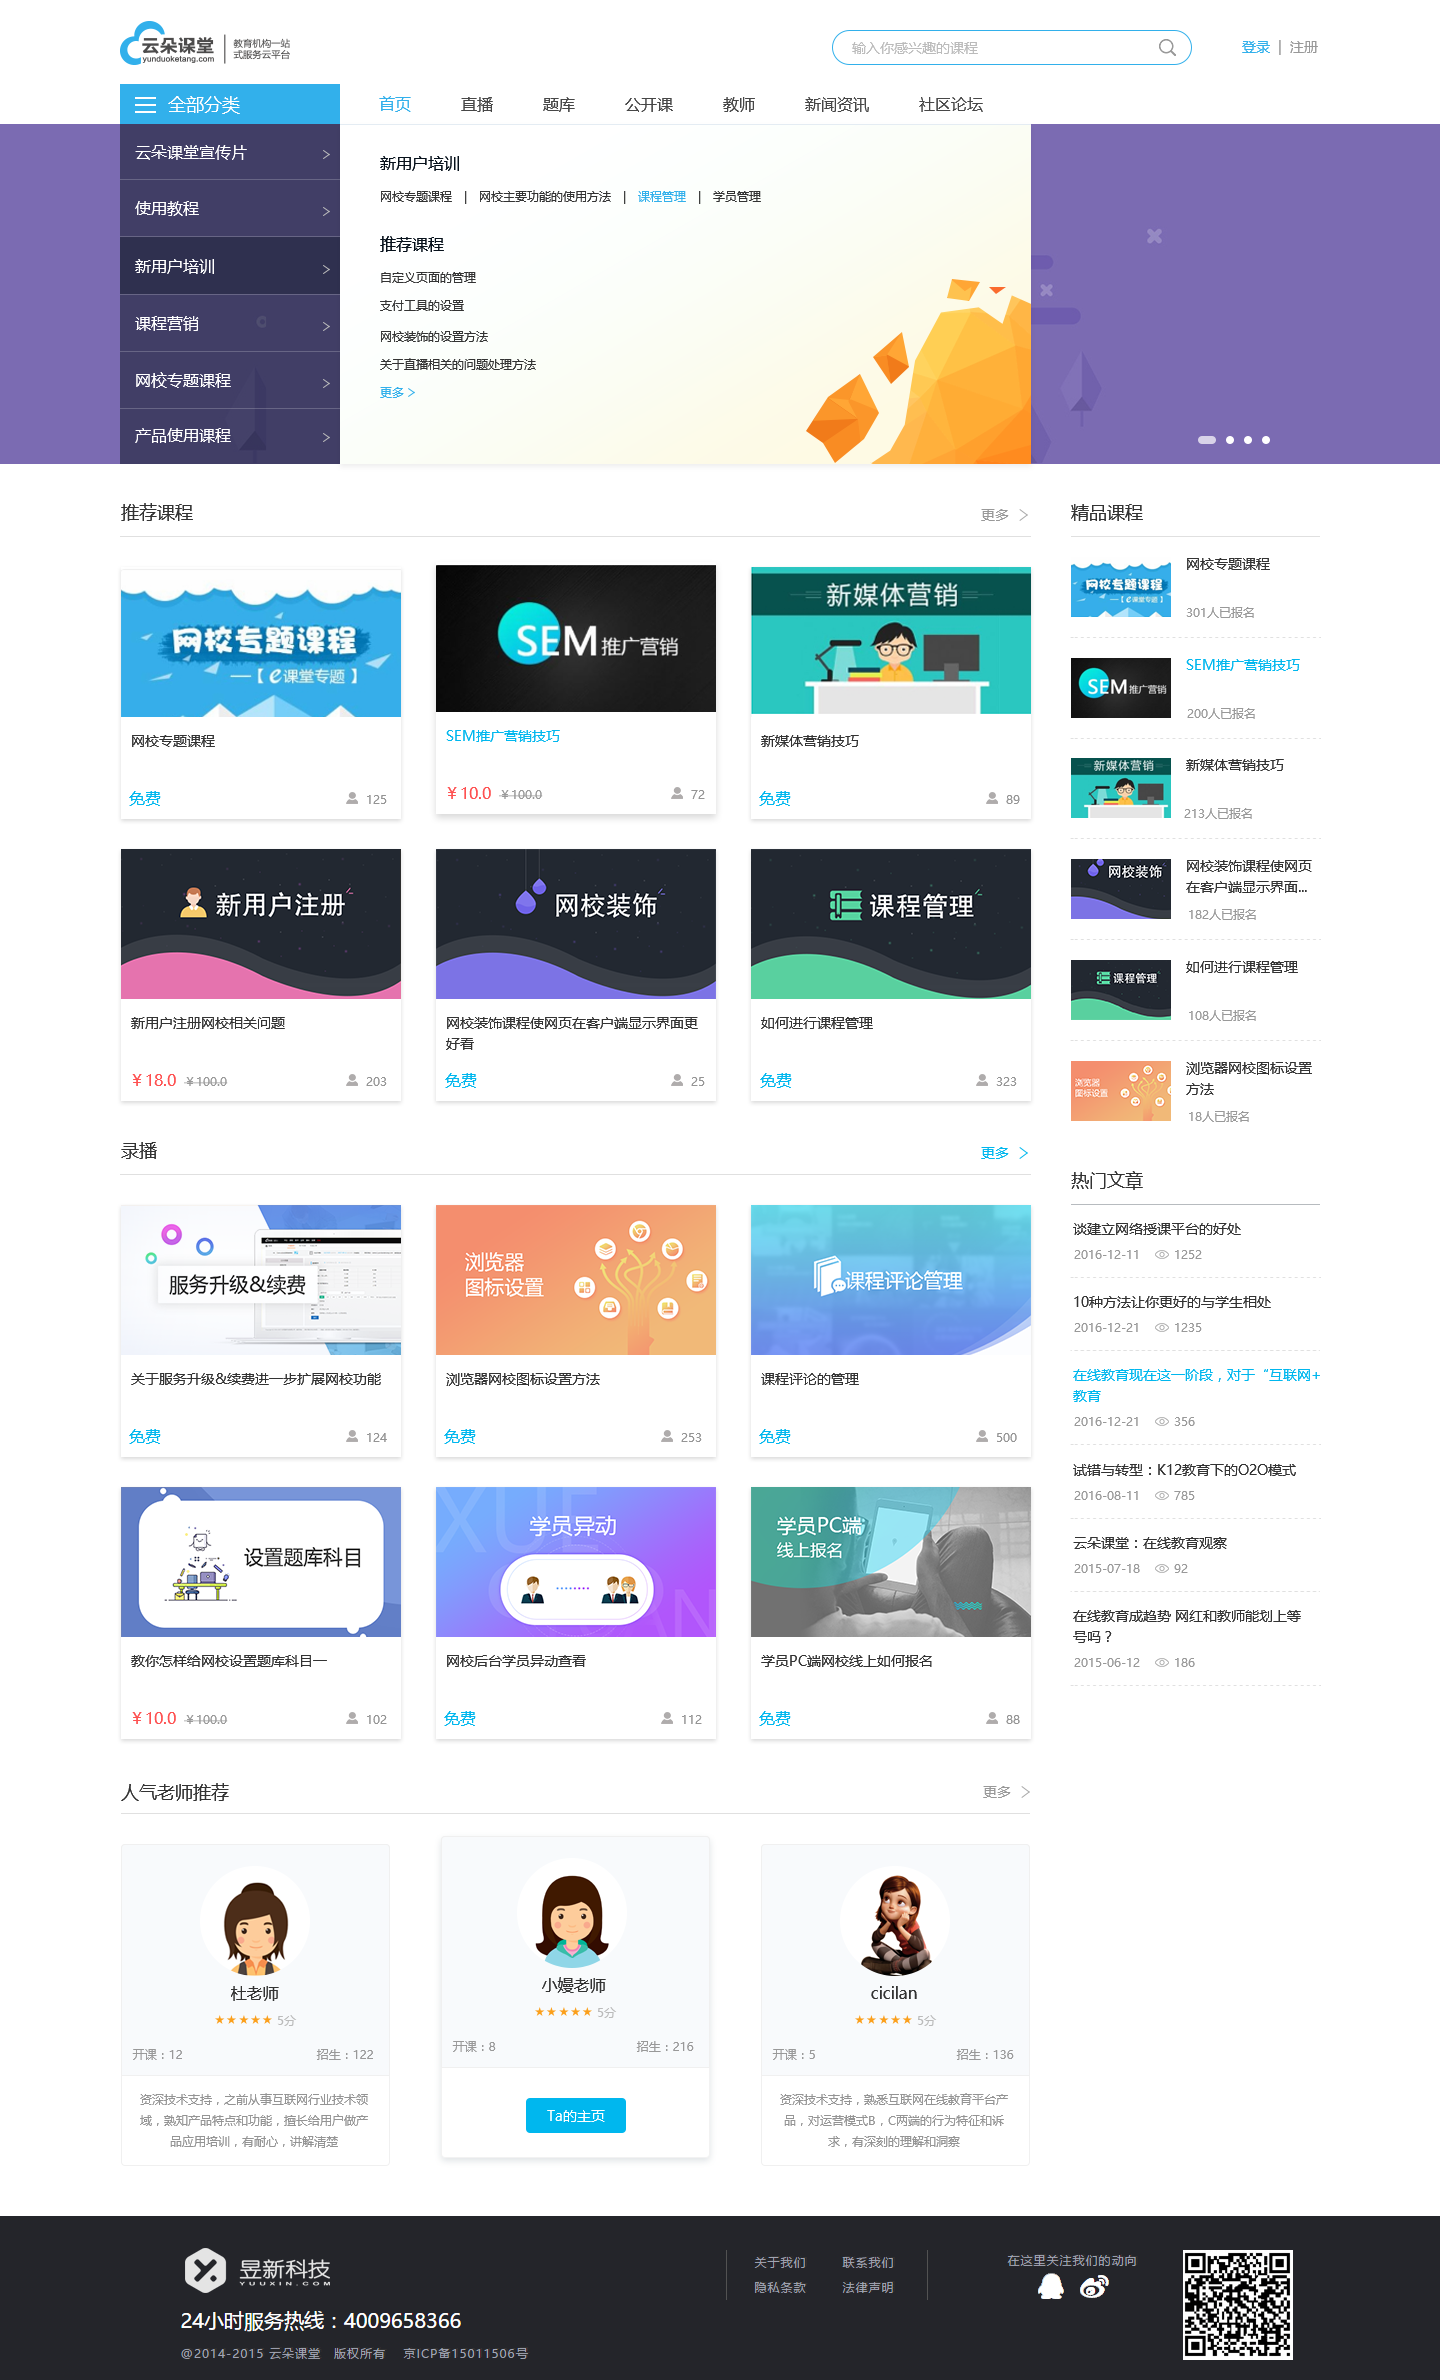 云朵课堂
yunduoketang.com
教育机构一站
式服务云平台
输入你感兴趣的课程
登录 | 注册
全部分类
首页 直播 题库 公开课 教师 新闻资讯 社区论坛
云朵课堂宣传片
使用教程
新用户培训
课程营销
网校专题课程
产品使用课程
新用户培训
网校专题课程 | 网校主要功能的使用方法 | 课程管理 | 学员管理
推荐课程
自定义页面的管理
支付工具的设置
网校装饰的设置方法
关于直播相关的问题处理方法
更多 >
推荐课程
更多 >
网校专题课程
—【e课堂专题】
网校专题课程
免费 125
SEM推广营销
SEM推广营销技巧
¥10.0 ¥100.0 72
新媒体营销
新媒体营销技巧
免费 89
新用户注册
新用户注册网校相关问题
¥18.0 ¥100.0 203
网校装饰
网校装饰课程使网页在客户端显示界面更
好看
免费 25
课程管理
如何进行课程管理
免费 323
录播
更多 >
服务升级&续费
关于服务升级&续费进一步扩展网校功能
免费 124
浏览器
图标设置
浏览器网校图标设置方法
免费 253
课程评论管理
课程评论的管理
免费 500
设置题库科目
教你怎样给网校设置题库科目一
¥10.0 ¥100.0 102
XUE
学员异动
网校后台学员异动查看
免费 112
学员PC端
线上报名
学员PC端网校线上如何报名
免费 88
精品课程
网校专题课程
—【e课堂专题】
网校专题课程
301人已报名
SEM推广营销
SEM推广营销技巧
200人已报名
新媒体营销
新媒体营销技巧
213人已报名
网校装饰
网校装饰课程使网页
在客户端显示界面...
182人已报名
课程管理
如何进行课程管理
108人已报名
浏览器
图标设置
浏览器网校图标设置
方法
18人已报名
热门文章
谈建立网络授课平台的好处
2016-12-11 1252
10种方法让你更好的与学生相处
2016-12-21 1235
在线教育现在这一阶段，对于“互联网+
教育
2016-12-21 356
试错与转型：K12教育下的O2O模式
2016-08-11 785
云朵课堂：在线教育观察
2015-07-18 92
在线教育成趋势 网红和教师能划上等
号吗？
2015-06-12 186
人气老师推荐
更多 >
杜老师
★★★★★ 5分
开课：12 招生：122
资深技术支持，之前从事互联网行业技术领
域，熟知产品特点和功能，擅长给用户做产
品应用培训，有耐心，讲解清楚
小嫚老师
★★★★★ 5分
开课：8 招生：216
Ta的主页
cicilan
★★★★★ 5分
开课：5 招生：136
资深技术支持，熟悉互联网在线教育平台产
品，对运营模式B，C两端的行为特征和诉
求，有深刻的理解和洞察
昱新科技
YUUXIN.COM
24小时服务热线：4009658366
@2014-2015 云朵课堂 版权所有 京ICP备15011506号
关于我们 联系我们
隐私条款 法律声明
在这里关注我们的动向